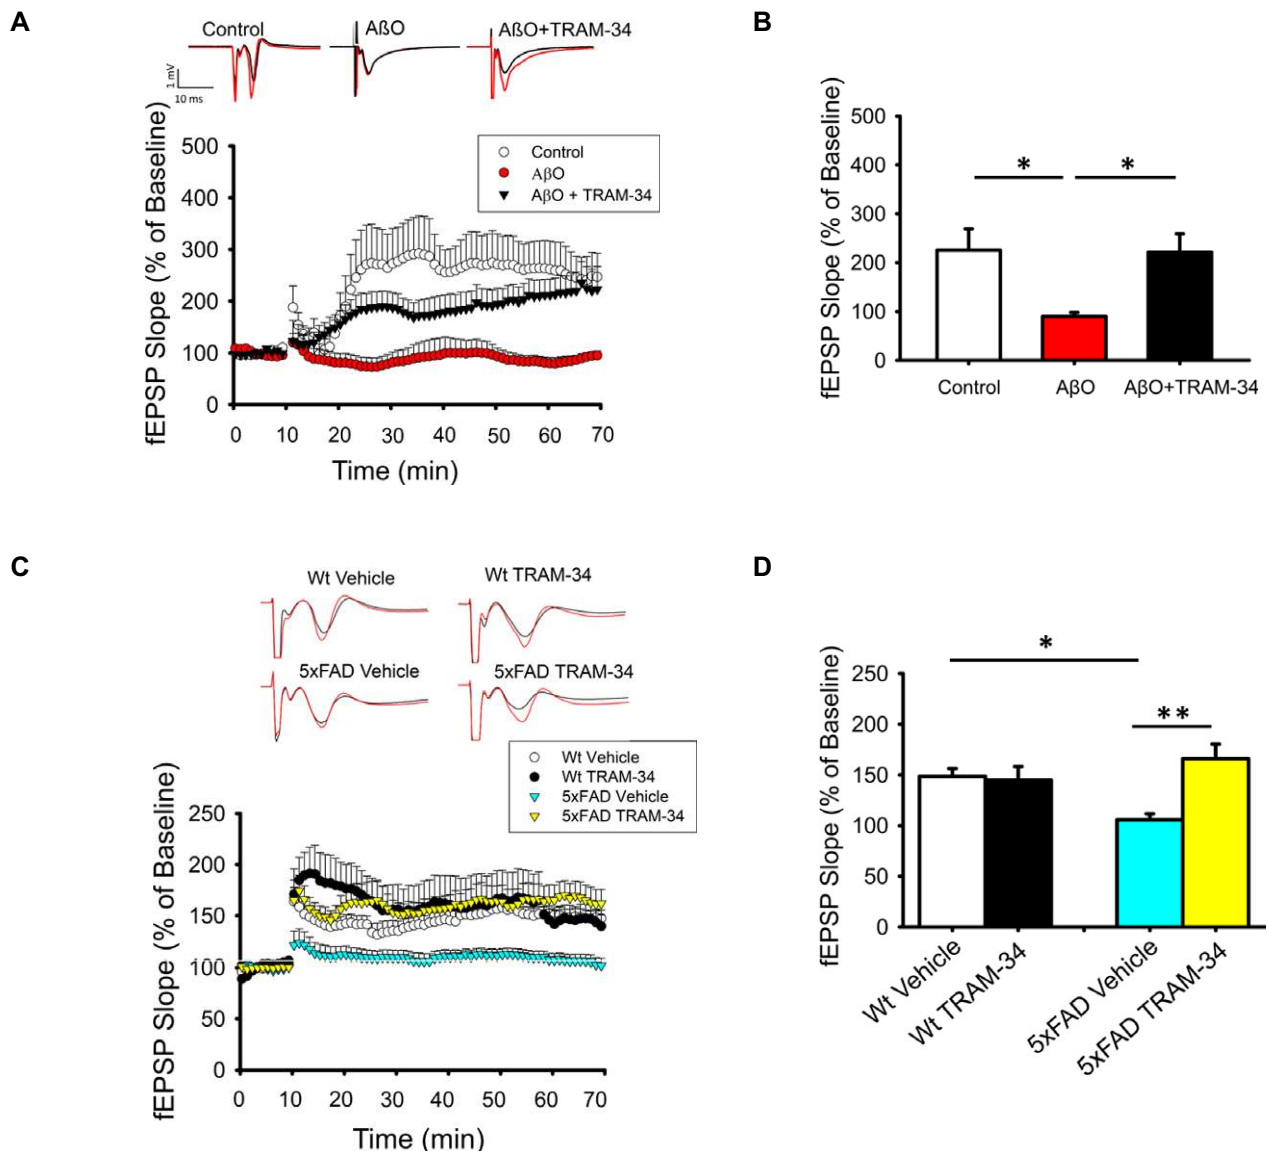 A
Control
AßO
AßO+TRAM-34
1 mV
10 ms
fEPSP Slope (% of Baseline)
500
400
300
200
100
0
Control
AβO
AβO + TRAM-34
0 10 20 30 40 50 60 70
Time (min)
B
fEPSP Slope (% of Baseline)
500
400
300
200
100
0
* *
Control AβO AβO+TRAM-34
C
Wt Vehicle
Wt TRAM-34
5xFAD Vehicle
5xFAD TRAM-34
Wt Vehicle
Wt TRAM-34
5xFAD Vehicle
5xFAD TRAM-34
fEPSP Slope (% of Baseline)
250
200
150
100
50
0
0 10 20 30 40 50 60 70
Time (min)
D
fEPSP Slope (% of Baseline)
250
200
150
100
50
0
*
**
Wt Vehicle
Wt TRAM-34
5xFAD Vehicle
5xFAD TRAM-34